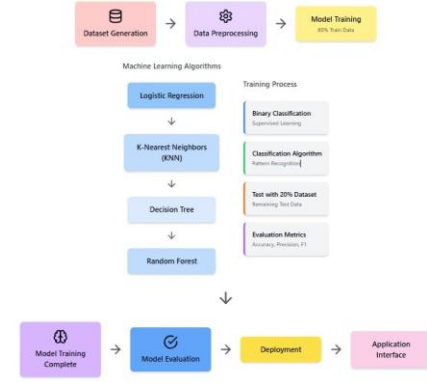 Dataset Generation
Data Preprocessing
Model Training
80% Train Data
Machine Learning Algorithms
Training Process
Logistic Regression
K-Nearest Neighbors
(KNN)
Decision Tree
Random Forest
Binary Classification
Supervised Learning
Classification Algorithm
Pattern Recognition
Test with 20% Dataset
Remaining Test Data
Evaluation Metrics
Accuracy, Precision, F1
Model Training
Complete
Model Evaluation
Deployment
Application
Interface